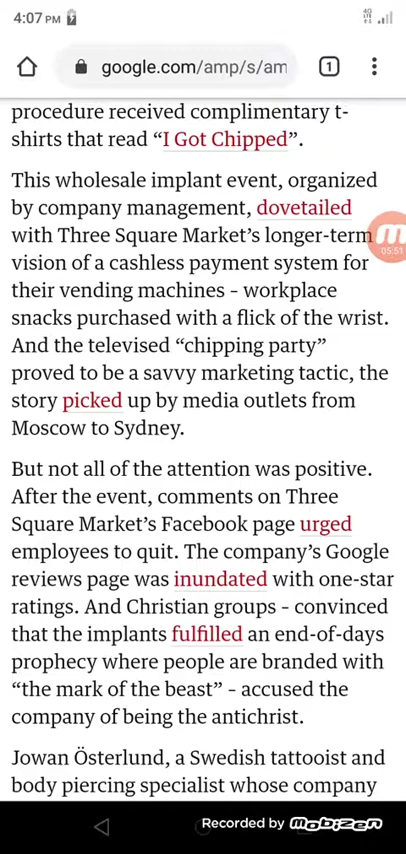 4:07 PM
4G
LTE
google.com/amp/s/am
1
procedure received complimentary t-
shirts that read “I Got Chipped”.
This wholesale implant event, organized
by company management, dovetailed
with Three Square Market’s longer-term
vision of a cashless payment system for
their vending machines – workplace
snacks purchased with a flick of the wrist.
And the televised “chipping party”
proved to be a savvy marketing tactic, the
story picked up by media outlets from
Moscow to Sydney.
05:51
But not all of the attention was positive.
After the event, comments on Three
Square Market’s Facebook page urged
employees to quit. The company’s Google
reviews page was inundated with one-star
ratings. And Christian groups – convinced
that the implants fulfilled an end-of-days
prophecy where people are branded with
“the mark of the beast” – accused the
company of being the antichrist.
Jowan Österlund, a Swedish tattooist and
body piercing specialist whose company
Recorded by mobizen